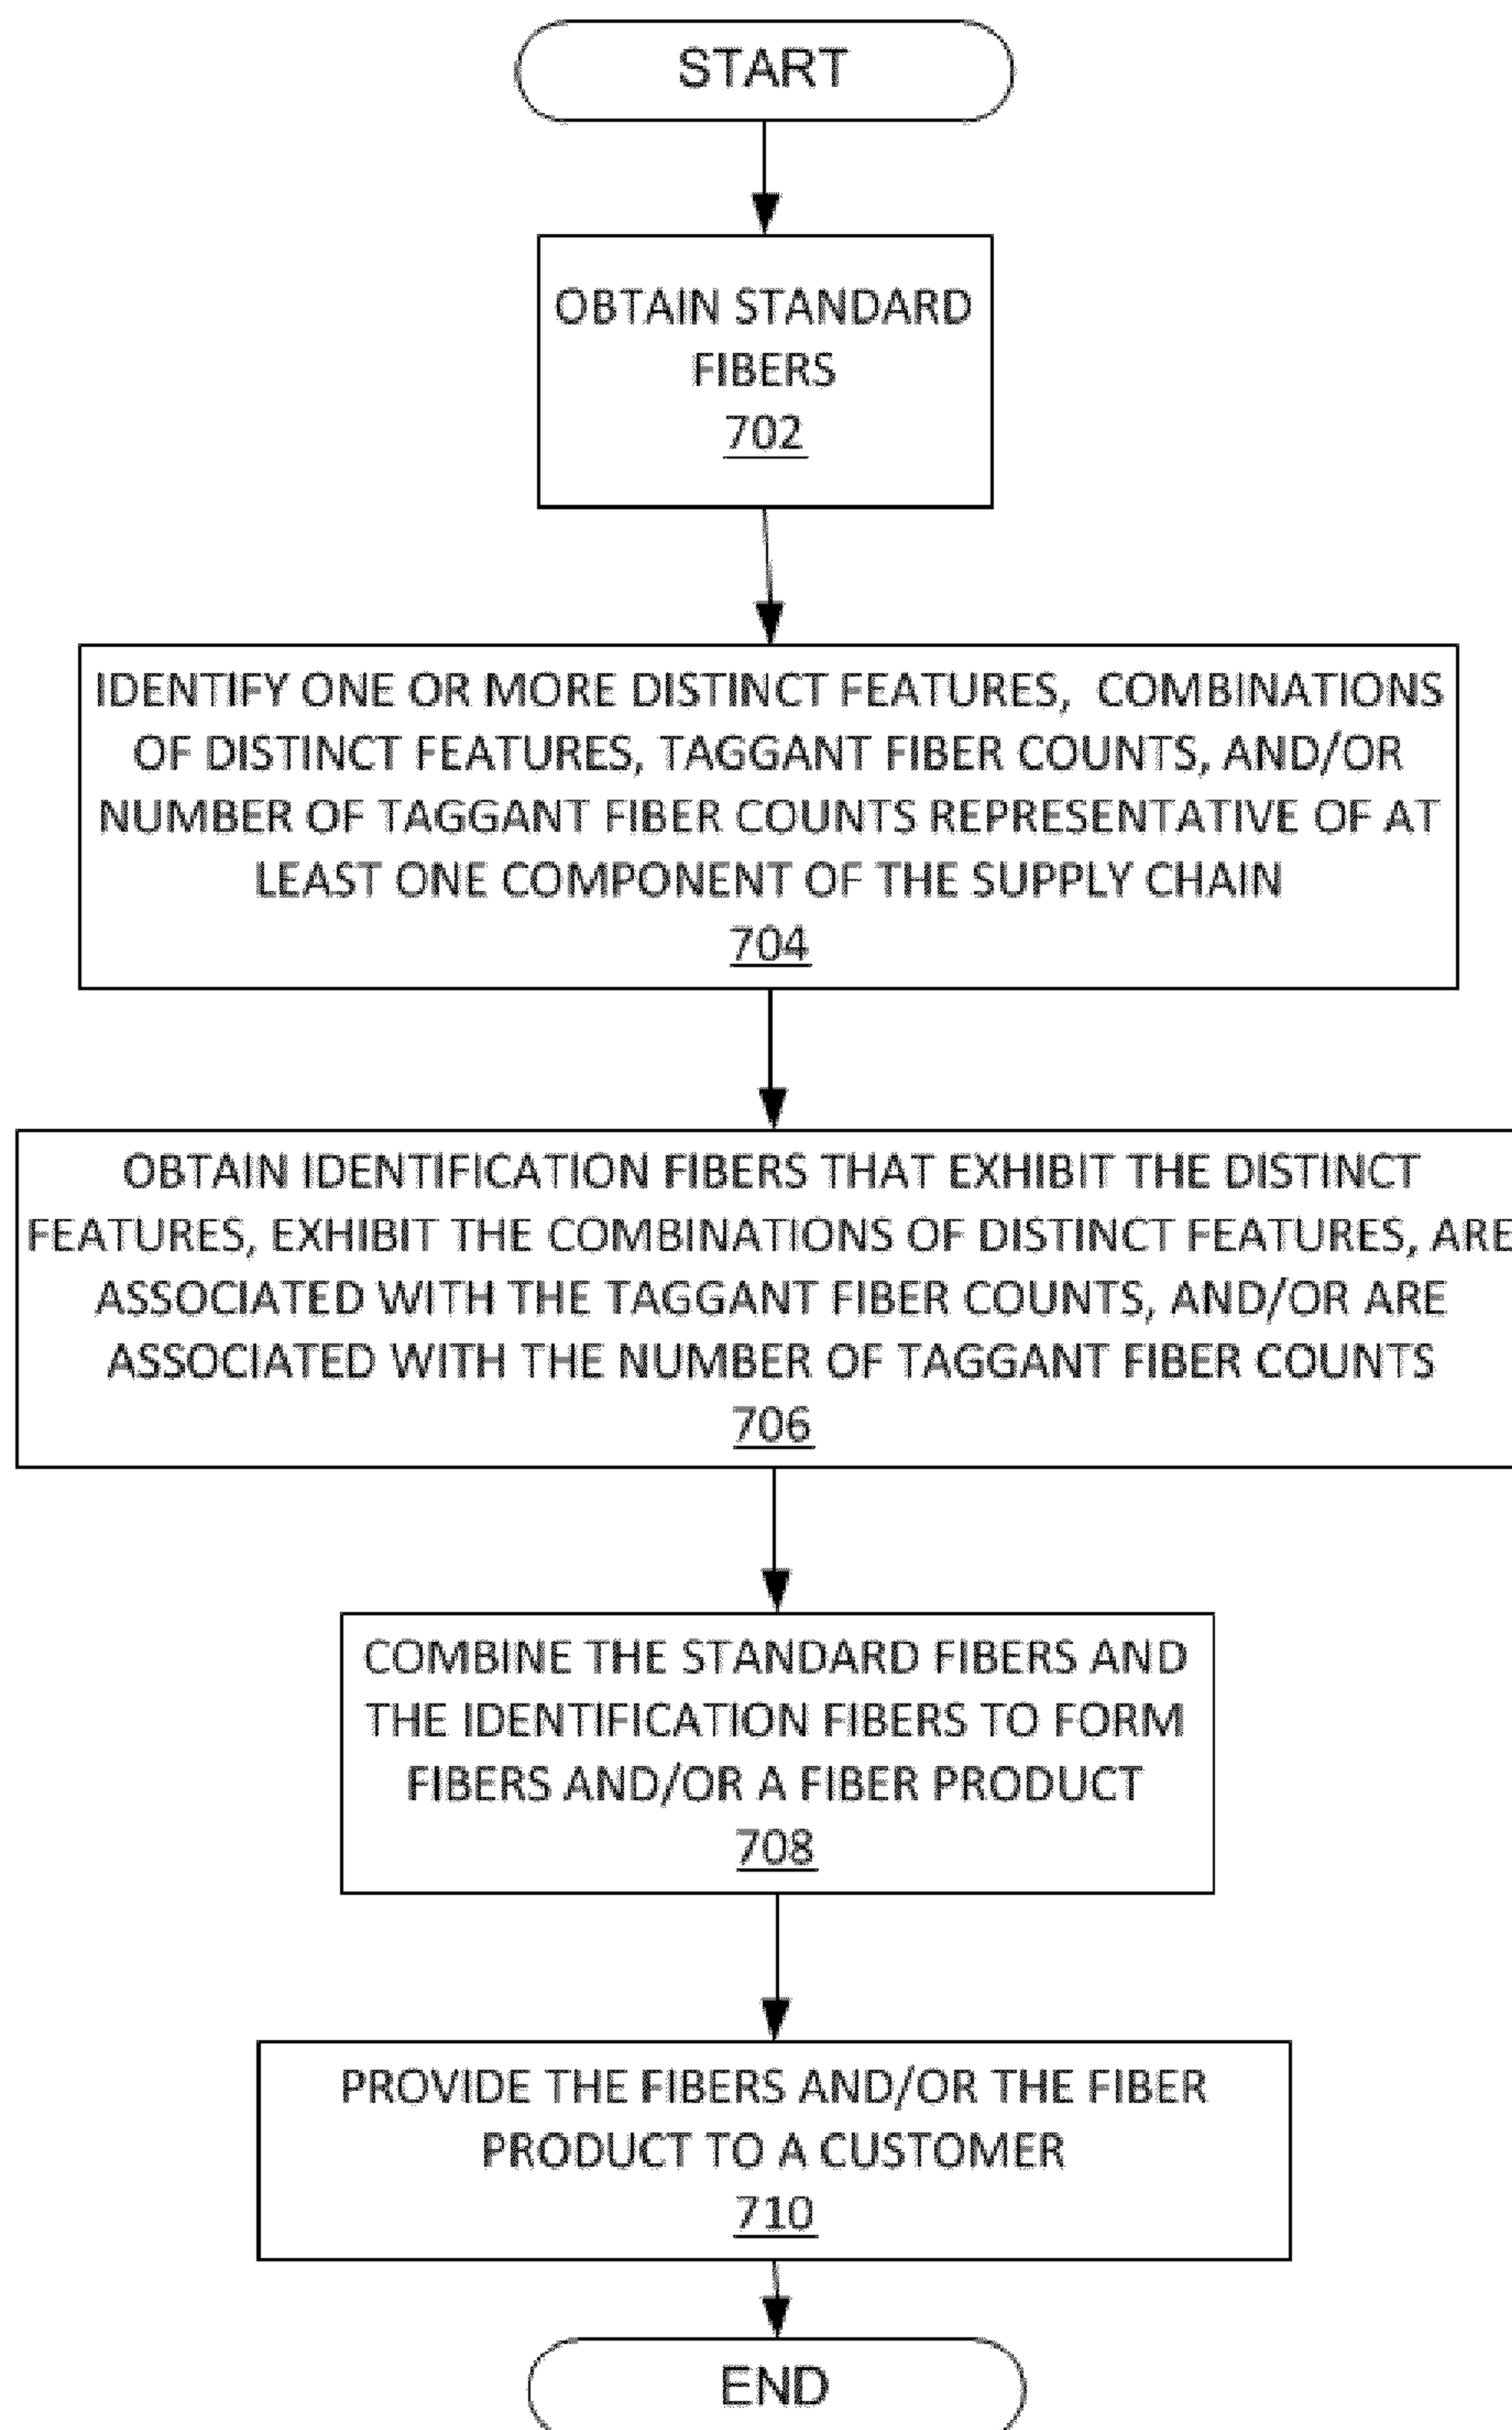 START
OBTAIN STANDARD
FIBERS
702
IDENTIFY ONE OR MORE DISTINCT FEATURES, COMBINATIONS
OF DISTINCT FEATURES, TAGGANT FIBER COUNTS, AND/OR
NUMBER OF TAGGANT FIBER COUNTS REPRESENTATIVE OF AT
LEAST ONE COMPONENT OF THE SUPPLY CHAIN
704
OBTAIN IDENTIFICATION FIBERS THAT EXHIBIT THE DISTINCT
FEATURES, EXHIBIT THE COMBINATIONS OF DISTINCT FEATURES, ARE
ASSOCIATED WITH THE TAGGANT FIBER COUNTS, AND/OR ARE
ASSOCIATED WITH THE NUMBER OF TAGGANT FIBER COUNTS
706
COMBINE THE STANDARD FIBERS AND
THE IDENTIFICATION FIBERS TO FORM
FIBERS AND/OR A FIBER PRODUCT
708
PROVIDE THE FIBERS AND/OR THE FIBER
PRODUCT TO A CUSTOMER
710
END